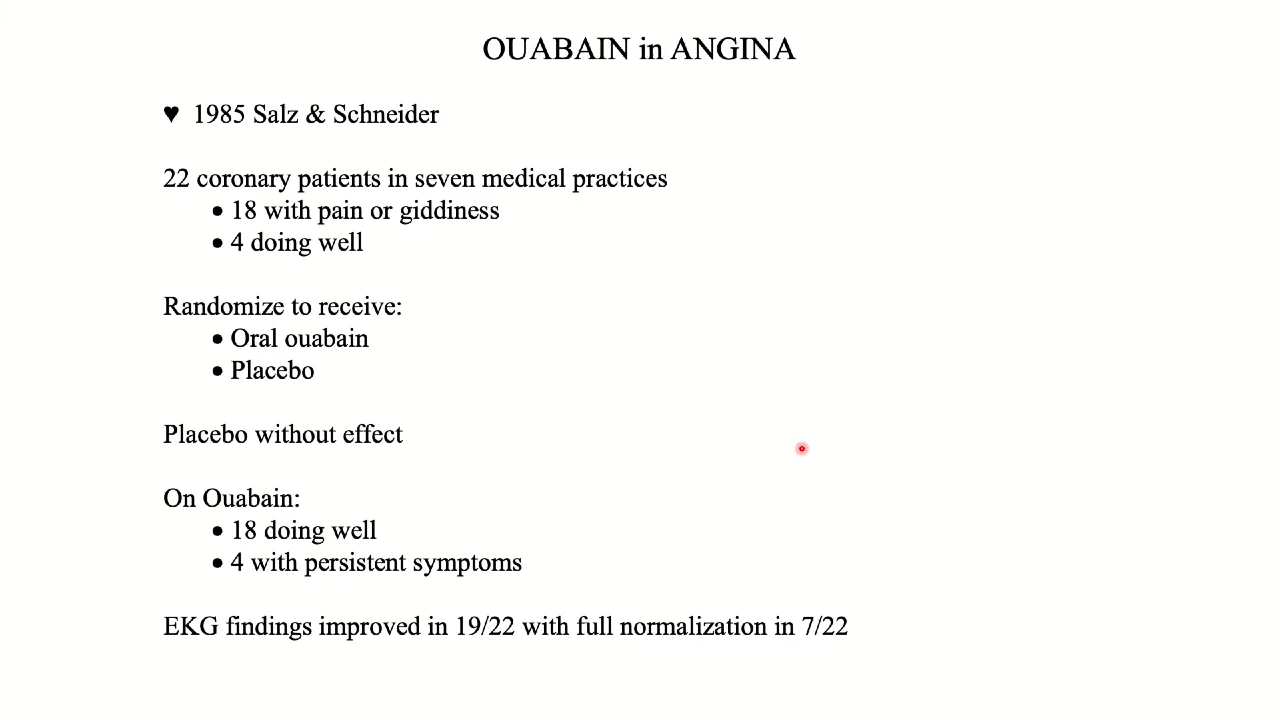 OUABAIN in ANGINA
♥ 1985 Salz & Schneider
22 coronary patients in seven medical practices
• 18 with pain or giddiness
• 4 doing well
Randomize to receive:
• Oral ouabain
• Placebo
Placebo without effect
On Ouabain:
• 18 doing well
• 4 with persistent symptoms
EKG findings improved in 19/22 with full normalization in 7/22